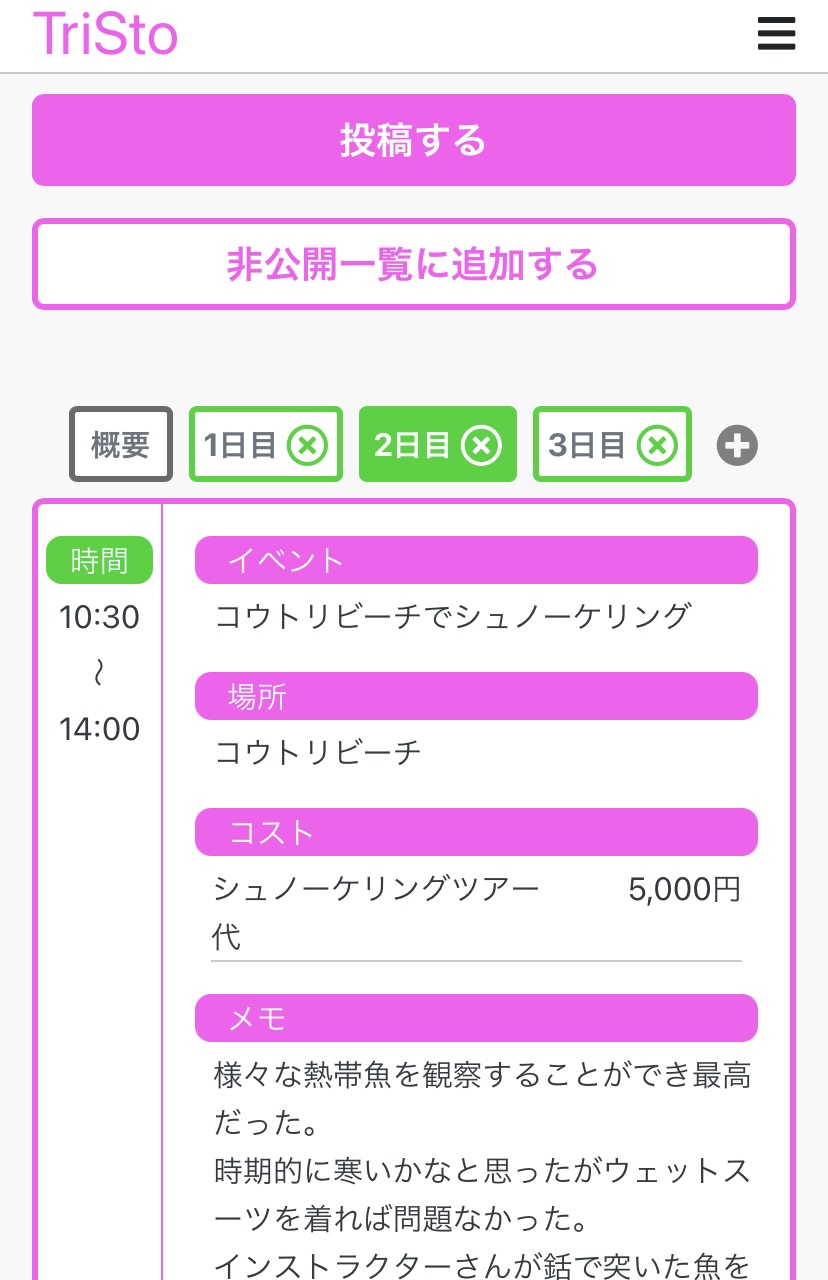 TriSto
投稿する
非公開一覧に追加する
概要 1日目 2日目 3日目
時間
10:30
〜
14:00
イベント
コウトリビーチでシュノーケリング
場所
コウトリビーチ
コスト
シュノーケリングツアー 5,000円
代
メモ
様々な熱帯魚を観察することができ最高
だった。
時期的に寒いかなと思ったがウェットス
ーツを着れば問題なかった。
インストラクターさんが銛で突いた魚を